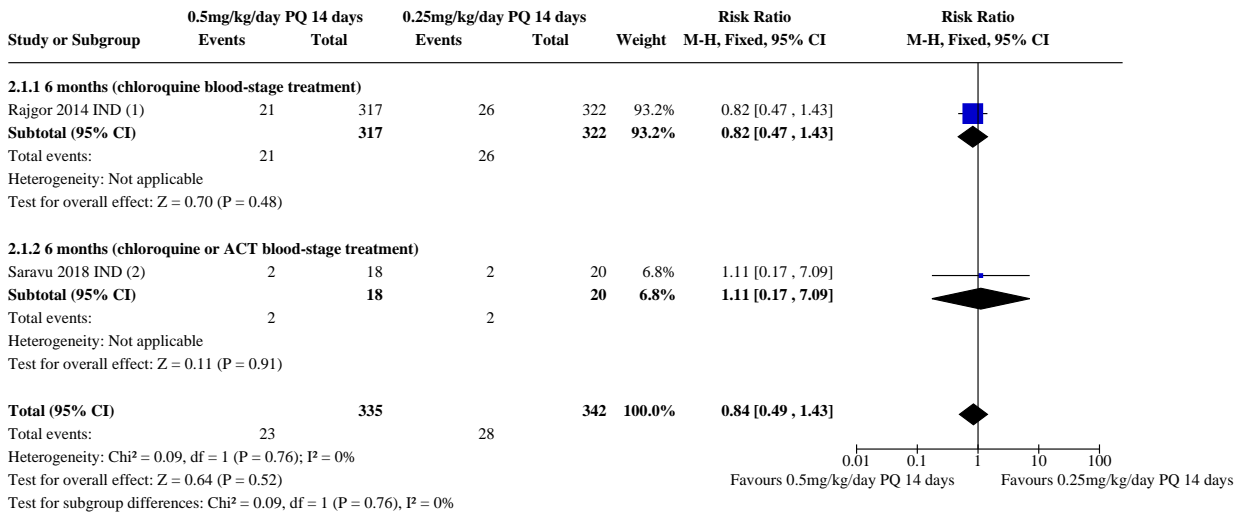 0.5mg/kg/day PQ 14 days 0.25mg/kg/day PQ 14 days Risk Ratio Risk Ratio
Study or Subgroup Events Total Events Total Weight M-H, Fixed, 95% CI M-H, Fixed, 95% CI
2.1.1 6 months (chloroquine blood-stage treatment)
Rajgor 2014 IND (1) 21 317 26 322 93.2% 0.82 [0.47 , 1.43]
Subtotal (95% CI) 317 322 93.2% 0.82 [0.47 , 1.43]
Total events: 21 26
Heterogeneity: Not applicable
Test for overall effect: Z = 0.70 (P = 0.48)
2.1.2 6 months (chloroquine or ACT blood-stage treatment)
Saravu 2018 IND (2) 2 18 2 20 6.8% 1.11 [0.17 , 7.09]
Subtotal (95% CI) 18 20 6.8% 1.11 [0.17 , 7.09]
Total events: 2 2
Heterogeneity: Not applicable
Test for overall effect: Z = 0.11 (P = 0.91)
Total (95% CI) 335 342 100.0% 0.84 [0.49 , 1.43]
Total events: 23 28
Heterogeneity: Chi² = 0.09, df = 1 (P = 0.76); I² = 0%
0.01 0.1 1 10 100
Test for overall effect: Z = 0.64 (P = 0.52)
Favours 0.5mg/kg/day PQ 14 days Favours 0.25mg/kg/day PQ 14 days
Test for subgroup differences: Chi² = 0.09, df = 1 (P = 0.76), I² = 0%